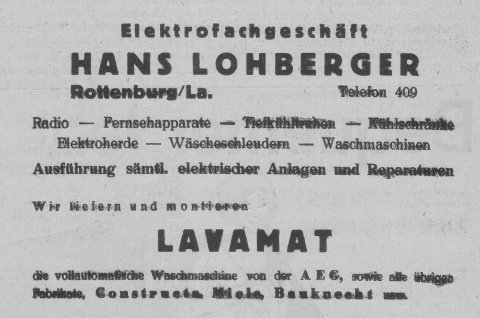 Elektrofachgeschäft
HANS LOHBERGER
Rottenburg/La. Telefon 409
Radio — Fernsehapparate — Tiefkühltruhen — Kühlschränke
Elektroherde — Wäscheschleudern — Waschmaschinen
Ausführung sämtl. elektrischer Anlagen und Reparaturen
Wir liefern und montieren
LAVAMAT
die vollautomatische Waschmaschine von der AEG, sowie alle übrigen
Fabrikate, Constructa, Miele, Bauknecht usw.